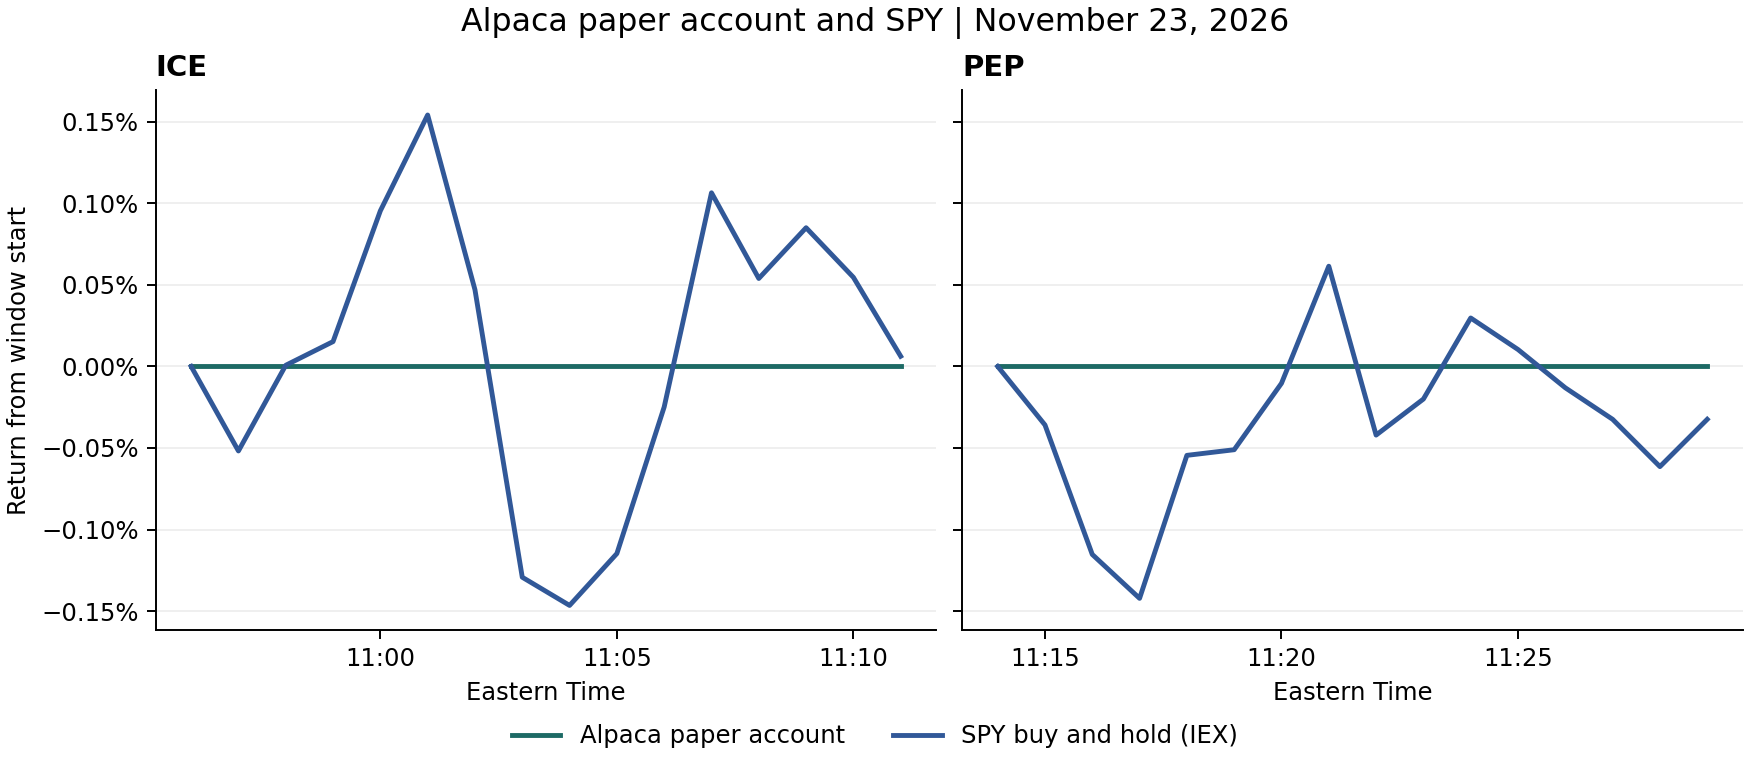 Alpaca paper account and SPY | November 23, 2026
ICE
PEP
Return from window start
0.15%
0.10%
0.05%
0.00%
−0.05%
−0.10%
−0.15%
11:00
11:05
11:10
11:15
11:20
11:25
Eastern Time
Eastern Time
Alpaca paper account
SPY buy and hold (IEX)